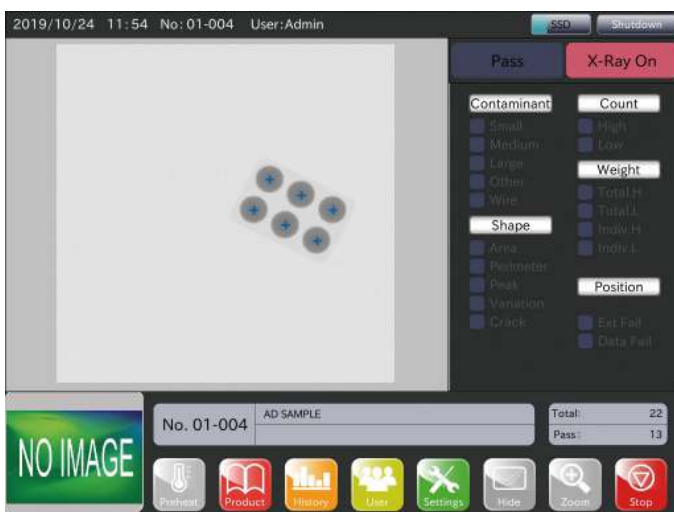 2019/10/24 11:54 No: 01-004 User:Admin SSD Shutdown
Pass X-Ray On
Contaminant Count
Small High
Medium Low
Large Weight
Other Total.H
Wire Total.L
Shape Indiv.H
Area Indiv.L
Perimeter
Peak Position
Variation
Crack Ext Fail
Data Fail
NO IMAGE
No. 01-004 AD SAMPLE Total: 22
Pass: 13
Preheat Product History User Settings Hide Zoom Stop